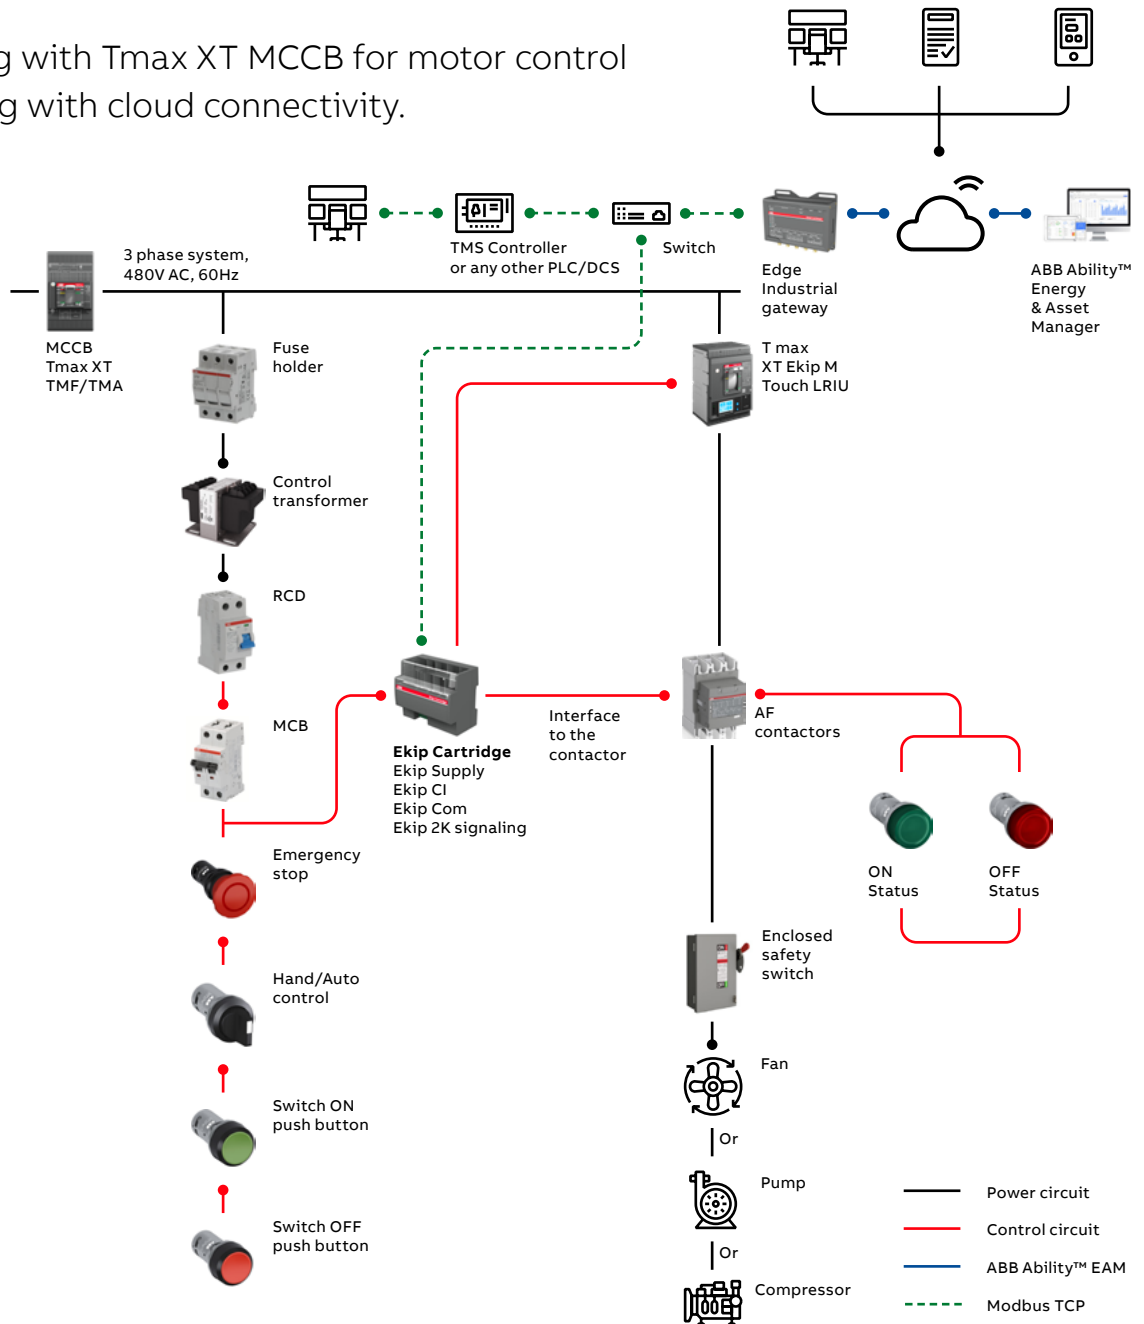 g with Tmax XT MCCB for motor control
g with cloud connectivity.
3 phase system,
480V AC, 60Hz
TMS Controller
or any other PLC/DCS
Switch
Edge
Industrial
gateway
ABB Ability™
Energy
& Asset
Manager
MCCB
Tmax XT
TMF/TMA
Fuse
holder
T max
XT Ekip M
Touch LRIU
Control
transformer
RCD
MCB
Ekip Cartridge
Ekip Supply
Ekip CI
Ekip Com
Ekip 2K signaling
Interface
to the
contactor
AF
contactors
Emergency
stop
ON
Status
OFF
Status
Enclosed
safety
switch
Hand/Auto
control
Fan
Switch ON
push button
Or
Pump
Switch OFF
push button
Or
Compressor
Power circuit
Control circuit
ABB Ability™ EAM
Modbus TCP